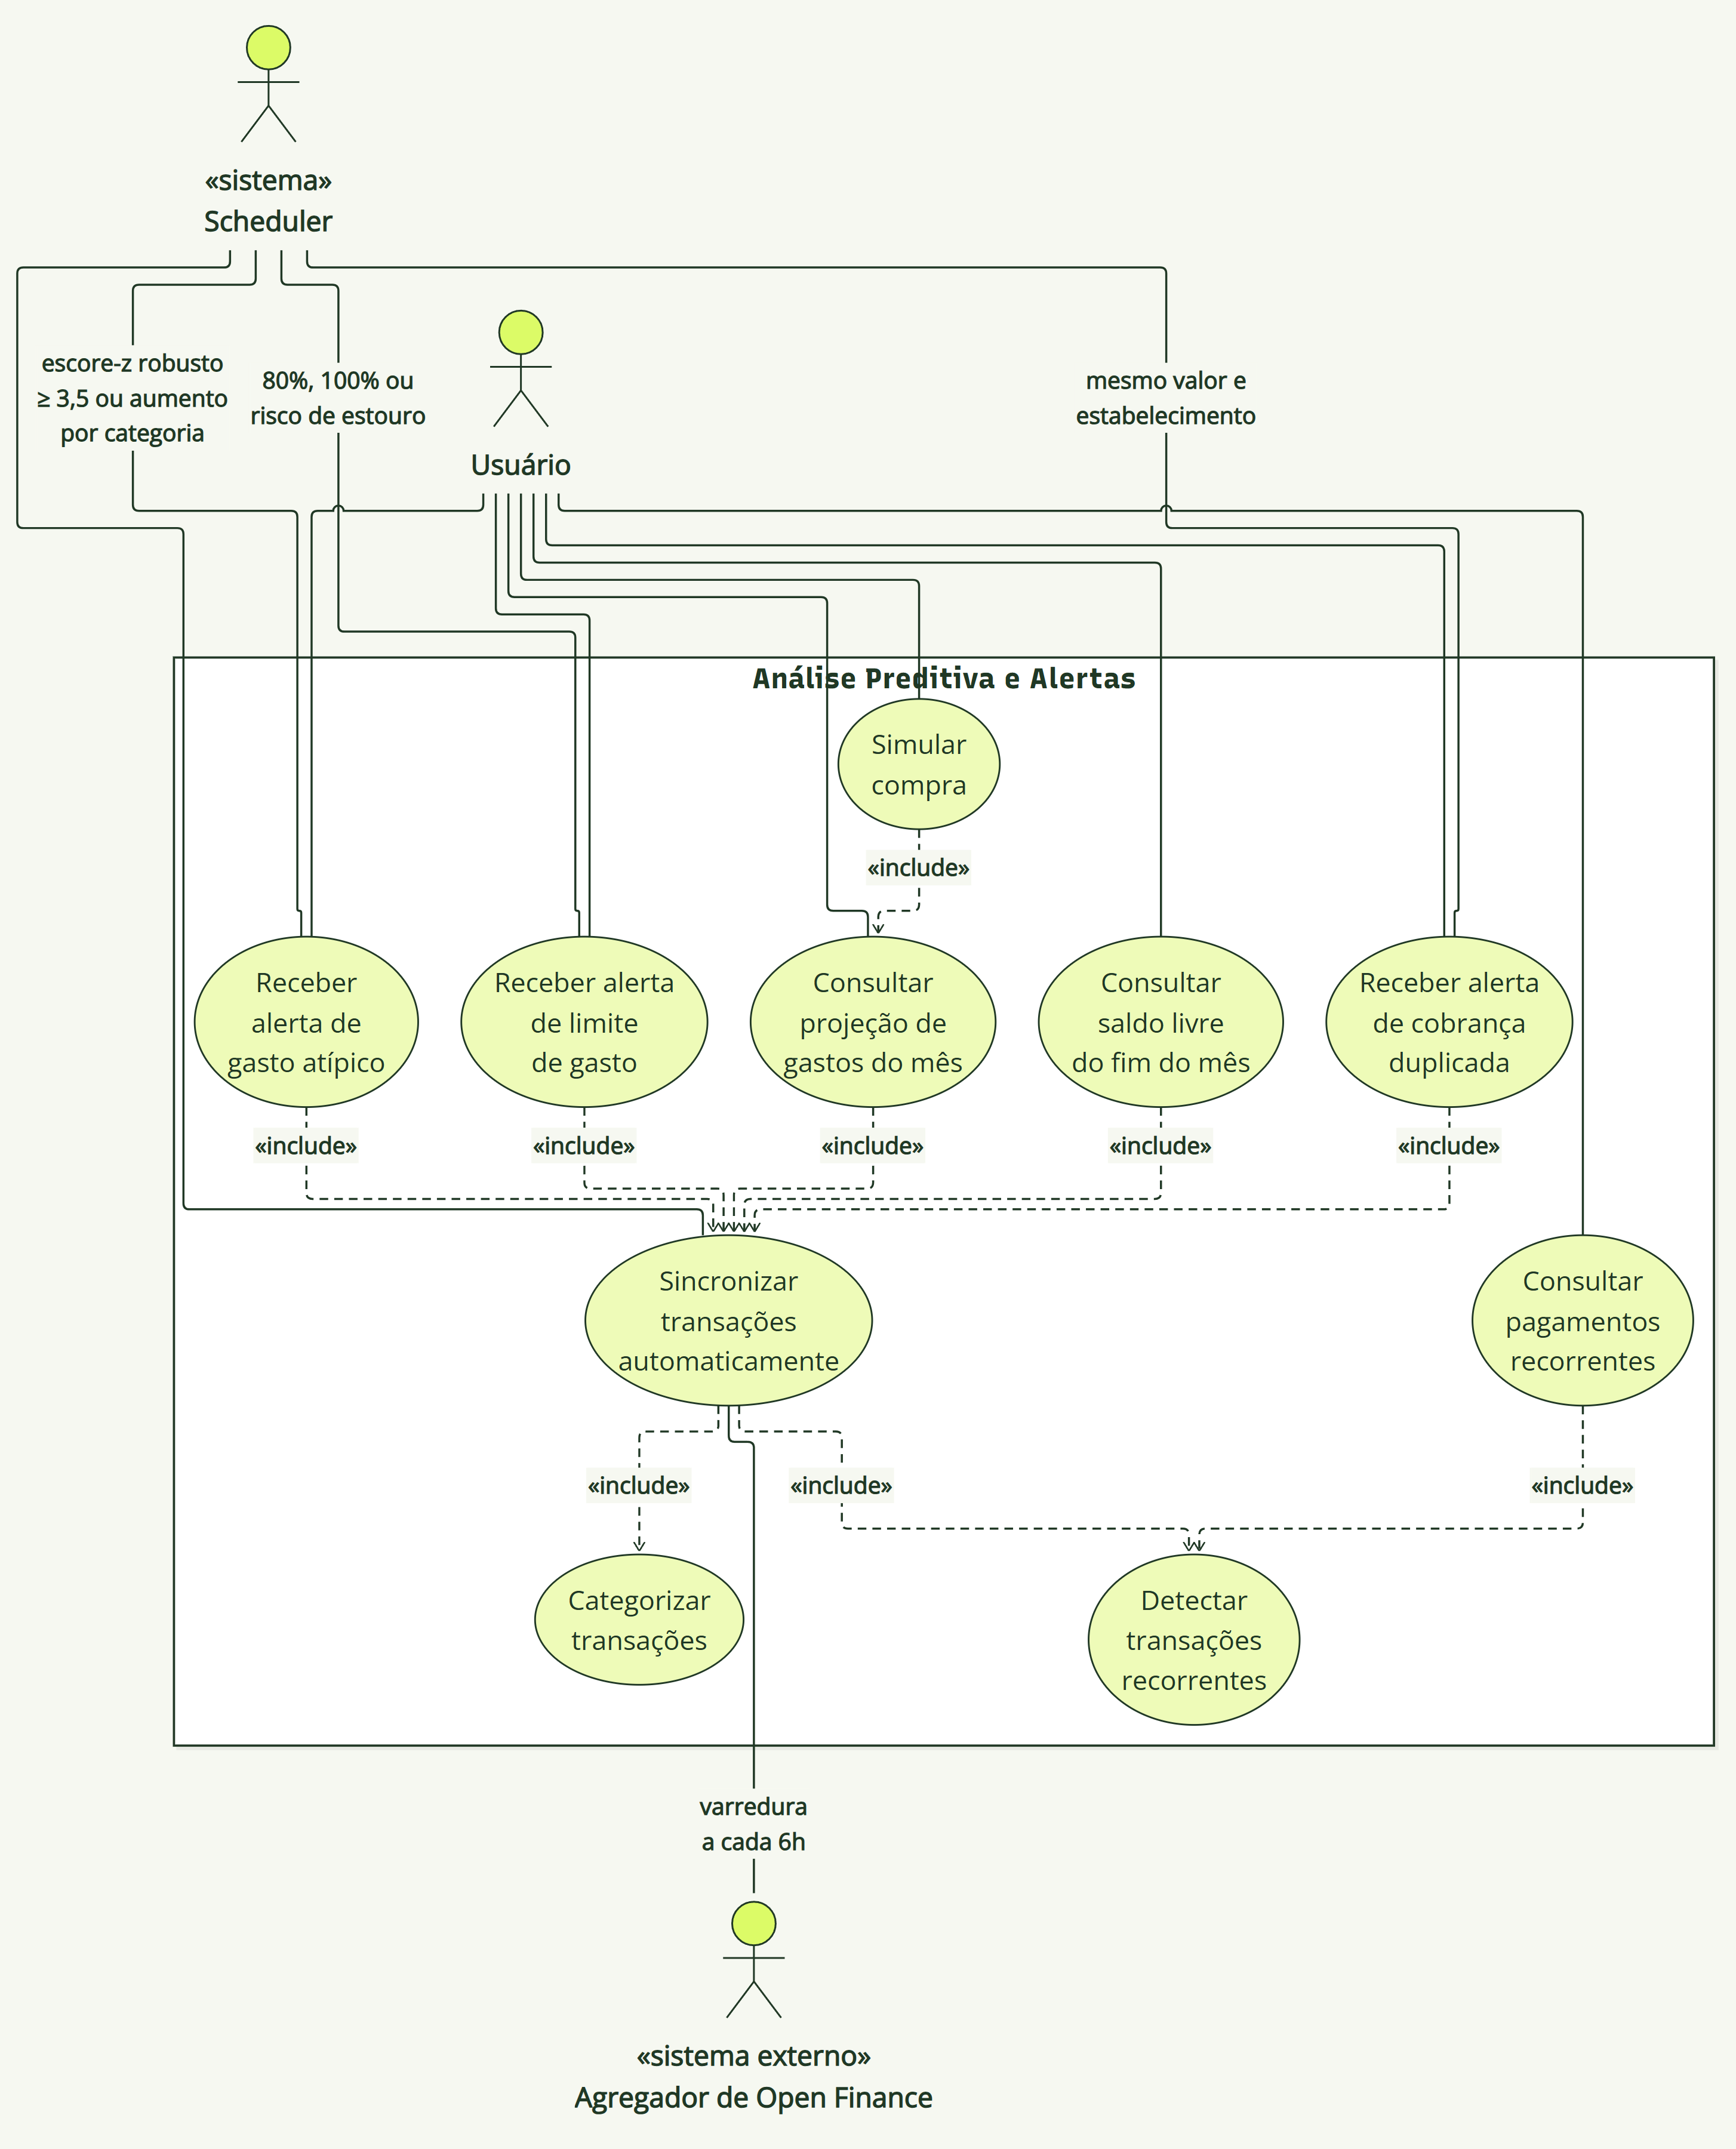 «sistema»
Scheduler
escore-z robusto
≥ 3,5 ou aumento
por categoria
80%, 100% ou
risco de estouro
mesmo valor e
estabelecimento
Usuário
Análise Preditiva e Alertas
Simular
compra
«include»
Receber
alerta de
gasto atípico
Receber alerta
de limite
de gasto
Consultar
projeção de
gastos do mês
Consultar
saldo livre
do fim do mês
Receber alerta
de cobrança
duplicada
«include»
«include»
«include»
«include»
«include»
Sincronizar
transações
automaticamente
Consultar
pagamentos
recorrentes
«include»
«include»
«include»
Categorizar
transações
Detectar
transações
recorrentes
varredura
a cada 6h
«sistema externo»
Agregador de Open Finance